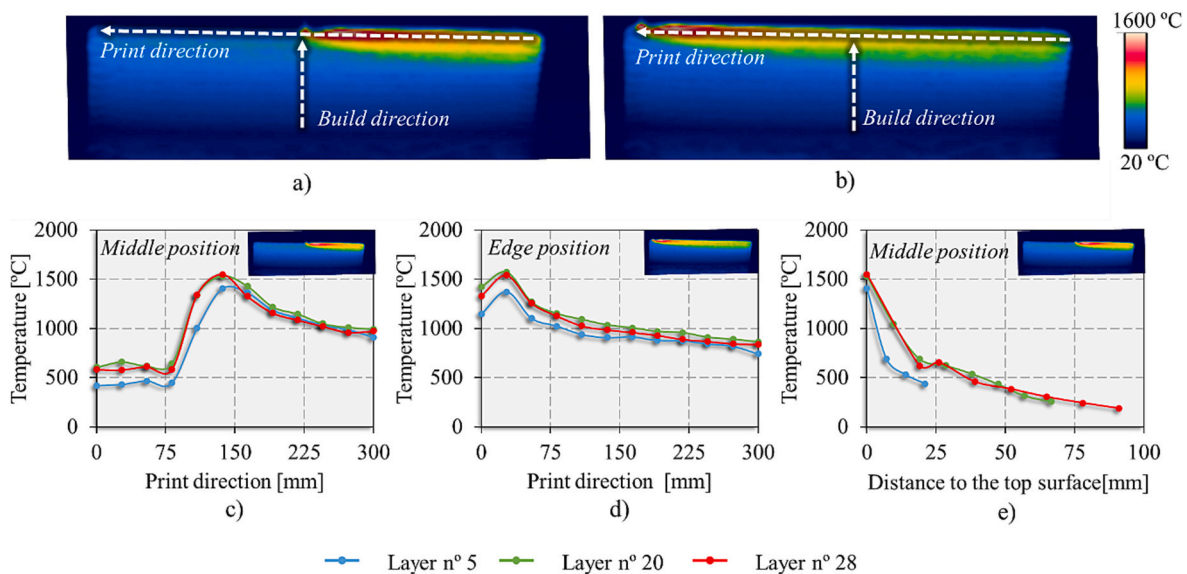 Print direction
Build direction
a)
Print direction
Build direction
b)
1600 ºC
20 ºC
Temperature [ºC]
2000
1500
1000
500
0
Middle position
0 75 150 225 300
Print direction [mm]
c)
Temperature [ºC]
2000
1500
1000
500
0
Edge position
0 75 150 225 300
Print direction [mm]
d)
Temperature [ºC]
2000
1500
1000
500
0
Middle position
0 25 50 75 100
Distance to the top surface[mm]
e)
Layer nº 5 Layer nº 20 Layer nº 28